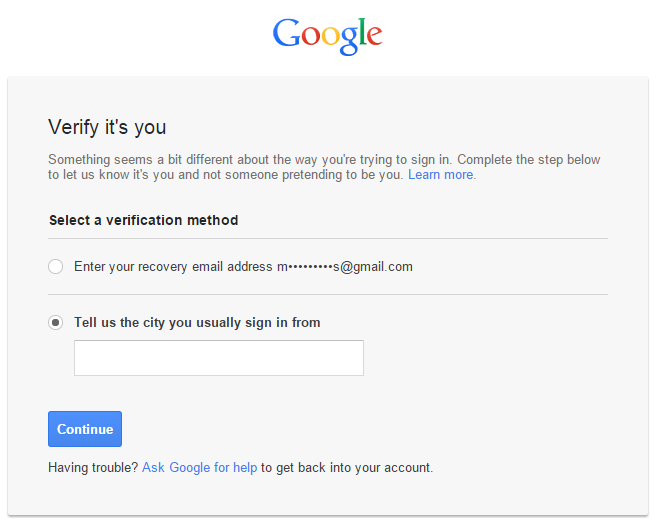 Google
Verify it's you
Something seems a bit different about the way you're trying to sign in. Complete the step below
to let us know it's you and not someone pretending to be you. Learn more.
Select a verification method
Enter your recovery email address m•••••••••s@gmail.com
Tell us the city you usually sign in from
Continue
Having trouble? Ask Google for help to get back into your account.